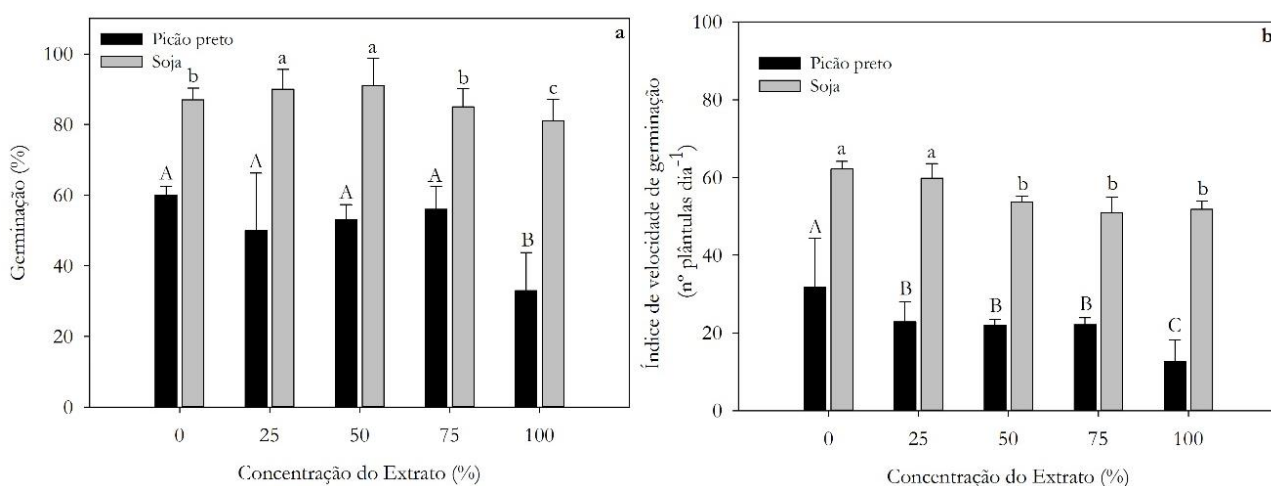 a
Picão preto
Soja
100
80
60
40
20
0
Germinação (%)
b
a
a
b
c
A
A
A
A
B
0
25
50
75
100
Concentração do Extrato (%)
b
Picão preto
Soja
100
80
60
40
20
0
Índice de velocidade de germinação
(nº plântulas dia⁻¹)
a
a
b
b
b
A
B
B
B
C
0
25
50
75
100
Concentração do Extrato (%)